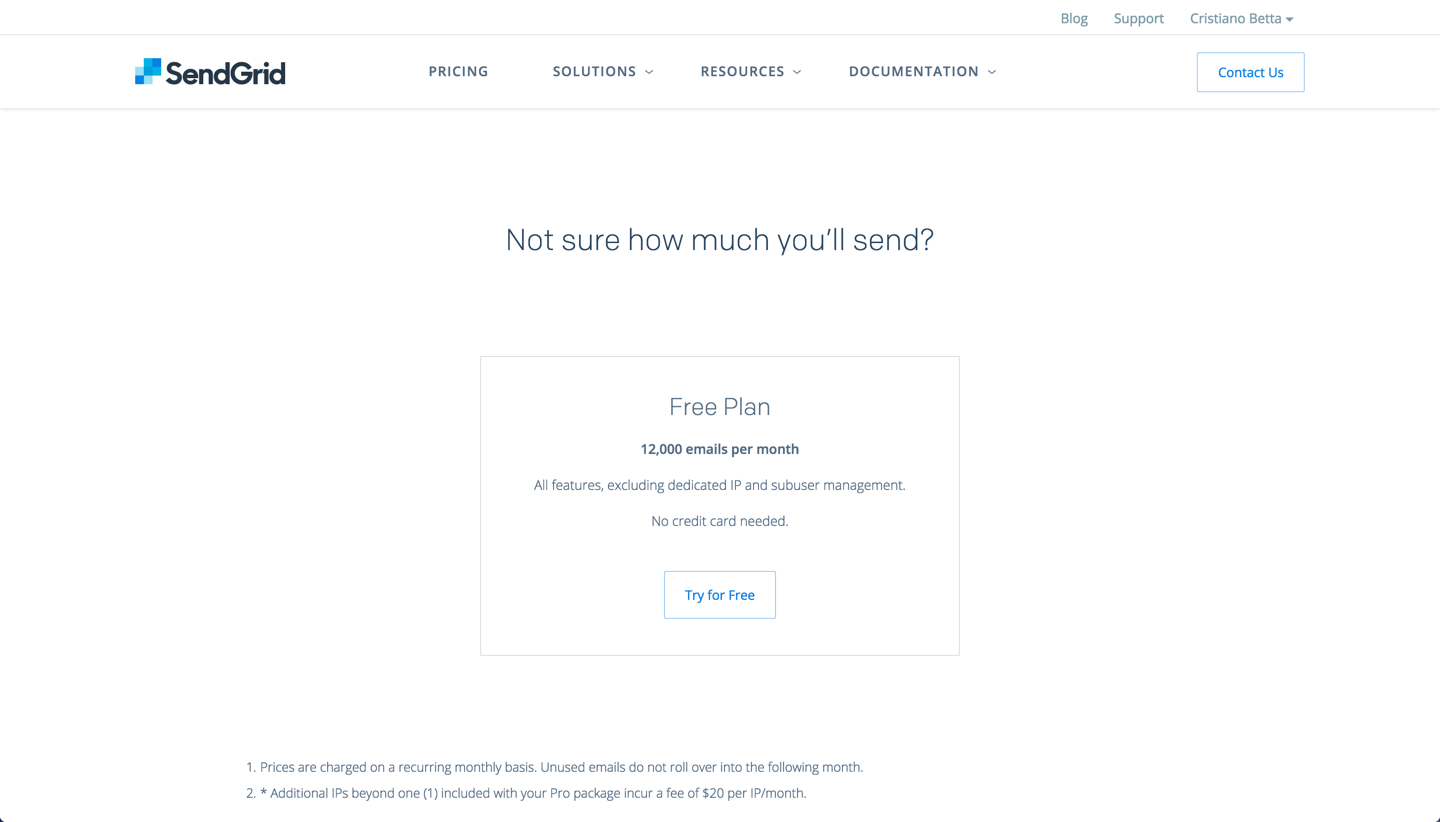 Blog Support Cristiano Betta
SendGrid PRICING SOLUTIONS RESOURCES DOCUMENTATION Contact Us
Not sure how much you’ll send?
Free Plan
12,000 emails per month
All features, excluding dedicated IP and subuser management.
No credit card needed.
Try for Free
1. Prices are charged on a recurring monthly basis. Unused emails do not roll over into the following month.
2. * Additional IPs beyond one (1) included with your Pro package incur a fee of $20 per IP/month.